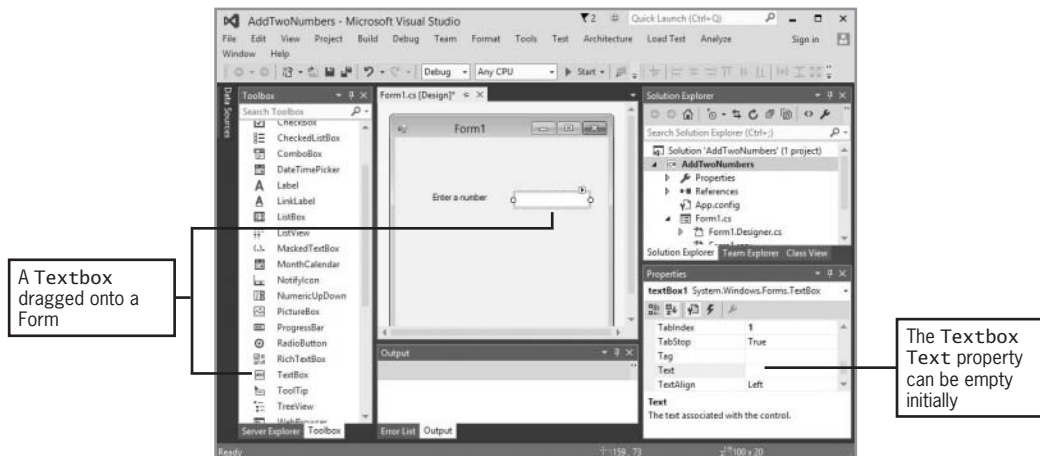 AddTwoNumbers - Microsoft Visual Studio
2
Quick Launch (Ctrl+Q)
File Edit View Project Build Debug Team Format Tools Test Architecture Load Test Analyze Sign in
Window Help
Debug Any CPU Start
Data Sources
Toolbox
Search Toolbox
CheckBox
CheckedListBox
ComboBox
DateTimePicker
Label
LinkLabel
ListBox
ListView
MaskedTextBox
MonthCalendar
NotifyIcon
NumericUpDown
PictureBox
ProgressBar
RadioButton
RichTextBox
TextBox
ToolTip
TreeView
WebBrowser
Server Explorer Toolbox
Form1.cs [Design]*
Form1
Enter a number
Output
Error List Output
Solution Explorer
Search Solution Explorer (Ctrl+;)
Solution 'AddTwoNumbers' (1 project)
AddTwoNumbers
Properties
References
App.config
Form1.cs
Form1.Designer.cs
Solution Explorer Team Explorer Class View
Properties
textBox1 System.Windows.Forms.TextBox
TabIndex 1
TabStop True
Tag
Text
TextAlign Left
Text
The text associated with the control.
Ready 159 , 73 100 x 20
A Textbox
dragged onto a
Form
The Textbox
Text property
can be empty
initially